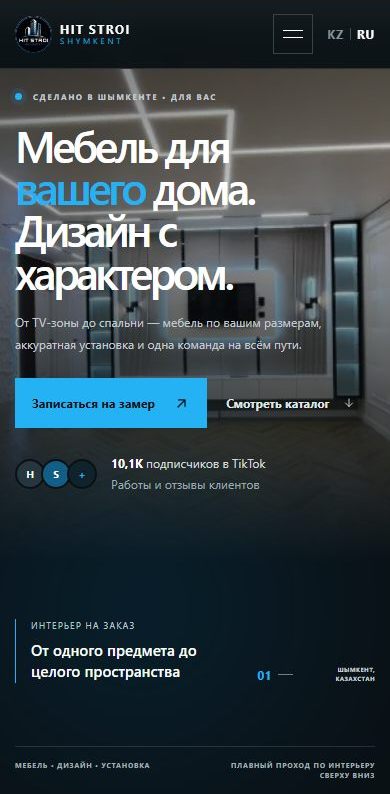 HIT STROI
HIT STROI
SHYMKENT
KZ | RU
СДЕЛАНО В ШЫМКЕНТЕ • ДЛЯ ВАС
Мебель для
вашего дома.
Дизайн с
характером.
От TV-зоны до спальни — мебель по вашим размерам,
аккуратная установка и одна команда на всём пути.
Записаться на замер ↗
Смотреть каталог ↓
H S +
10,1K подписчиков в TikTok
Работы и отзывы клиентов
ИНТЕРЬЕР НА ЗАКАЗ
От одного предмета до
целого пространства
01 —
ШЫМКЕНТ,
КАЗАХСТАН
МЕБЕЛЬ • ДИЗАЙН • УСТАНОВКА
ПЛАВНЫЙ ПРОХОД ПО ИНТЕРЬЕРУ
СВЕРХУ ВНИЗ